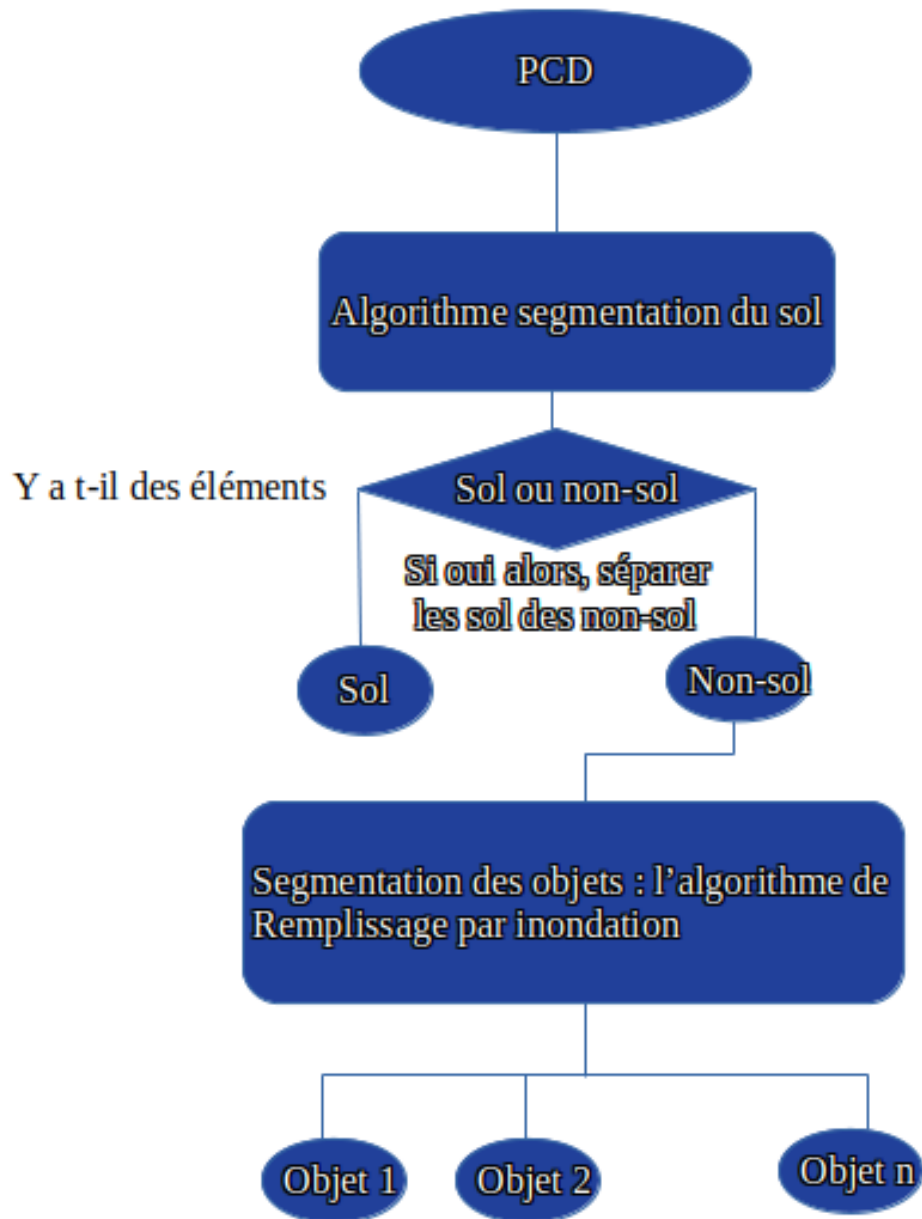 PCD
Algorithme segmentation du sol
Y a t-il des éléments
Sol ou non-sol
Si oui alors, séparer
les sol des non-sol
Sol
Non-sol
Segmentation des objets : l’algorithme de
Remplissage par inondation
Objet 1
Objet 2
Objet n